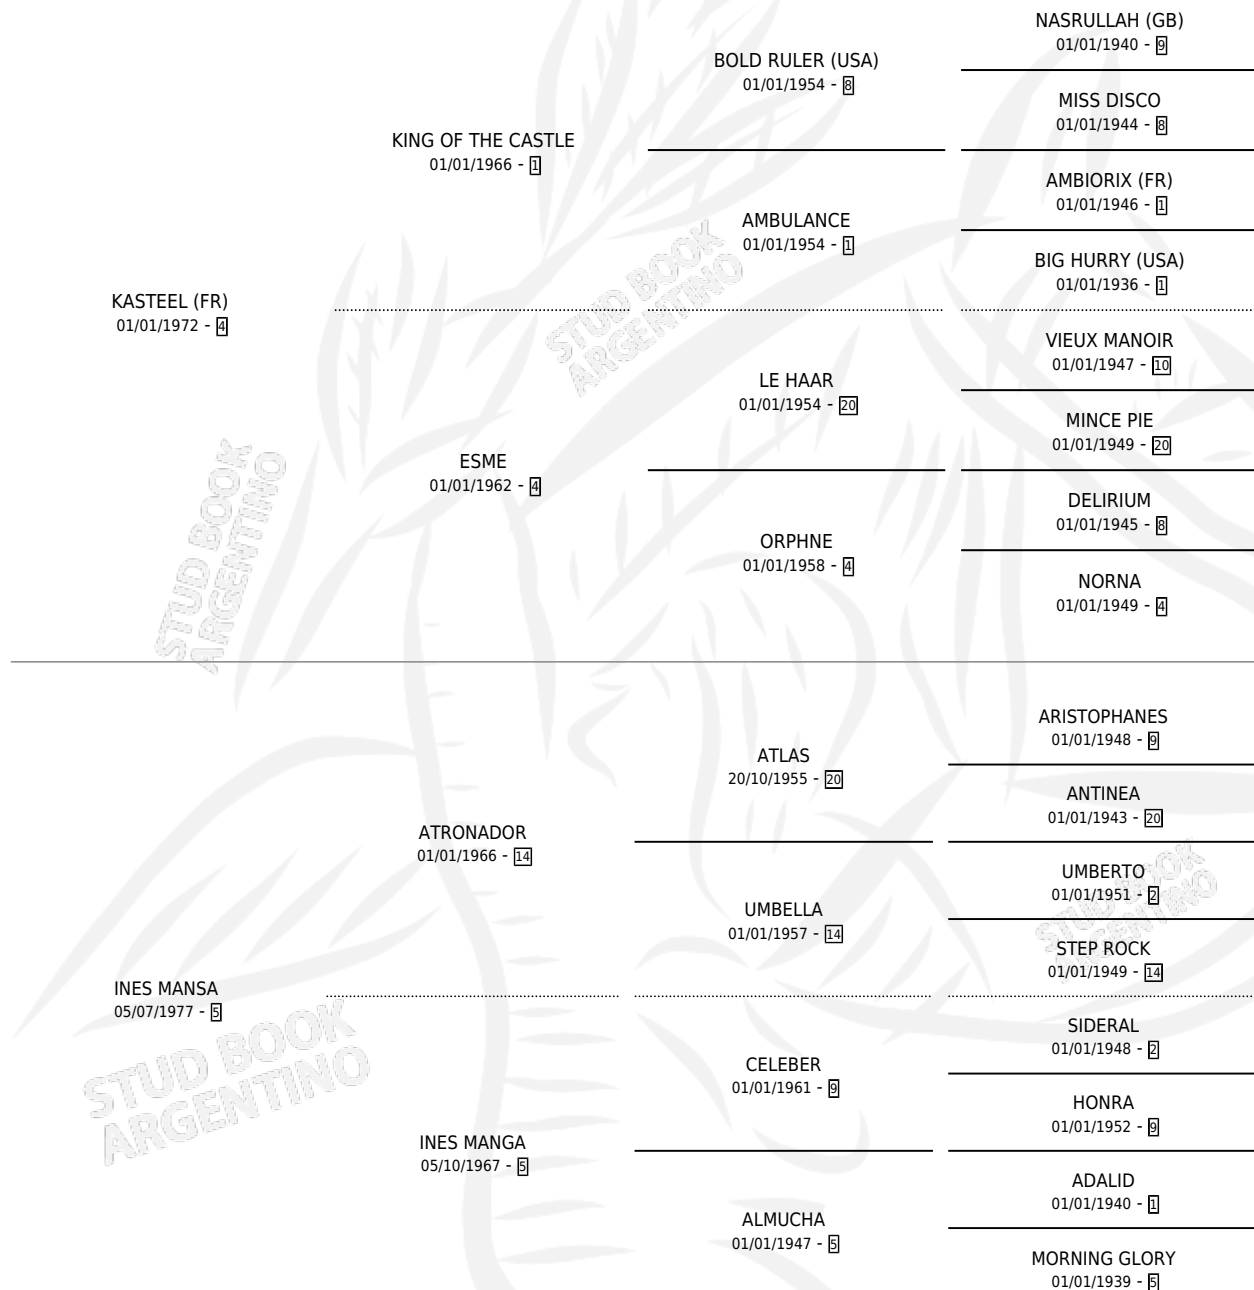 NASRULLAH (GB)
01/01/1940 - 9
BOLD RULER (USA)
01/01/1954 - 8
MISS DISCO
01/01/1944 - 8
KING OF THE CASTLE
01/01/1966 - 1
AMBIORIX (FR)
01/01/1946 - 1
AMBULANCE
01/01/1954 - 1
BIG HURRY (USA)
01/01/1936 - 1
KASTEEL (FR)
01/01/1972 - 4
VIEUX MANOIR
01/01/1947 - 10
LE HAAR
01/01/1954 - 20
MINCE PIE
01/01/1949 - 20
ESME
01/01/1962 - 4
DELIRIUM
01/01/1945 - 8
ORPHNE
01/01/1958 - 4
NORNA
01/01/1949 - 4
ARISTOPHANES
01/01/1948 - 9
ATLAS
20/10/1955 - 20
ANTINEA
01/01/1943 - 20
ATRONADOR
01/01/1966 - 14
UMBERTO
01/01/1951 - 2
UMBELLA
01/01/1957 - 14
STEP ROCK
01/01/1949 - 14
INES MANSA
05/07/1977 - 5
SIDERAL
01/01/1948 - 2
CELEBER
01/01/1961 - 9
HONRA
01/01/1952 - 9
INES MANGA
05/10/1967 - 5
ADALID
01/01/1940 - 1
ALMUCHA
01/01/1947 - 5
MORNING GLORY
01/01/1939 - 5
STUD BOOK
ARGENTINO
STUD BOOK
ARGENTINO
STUD BOOK
ARGENTINO
STUD BOOK
ARGENTINO